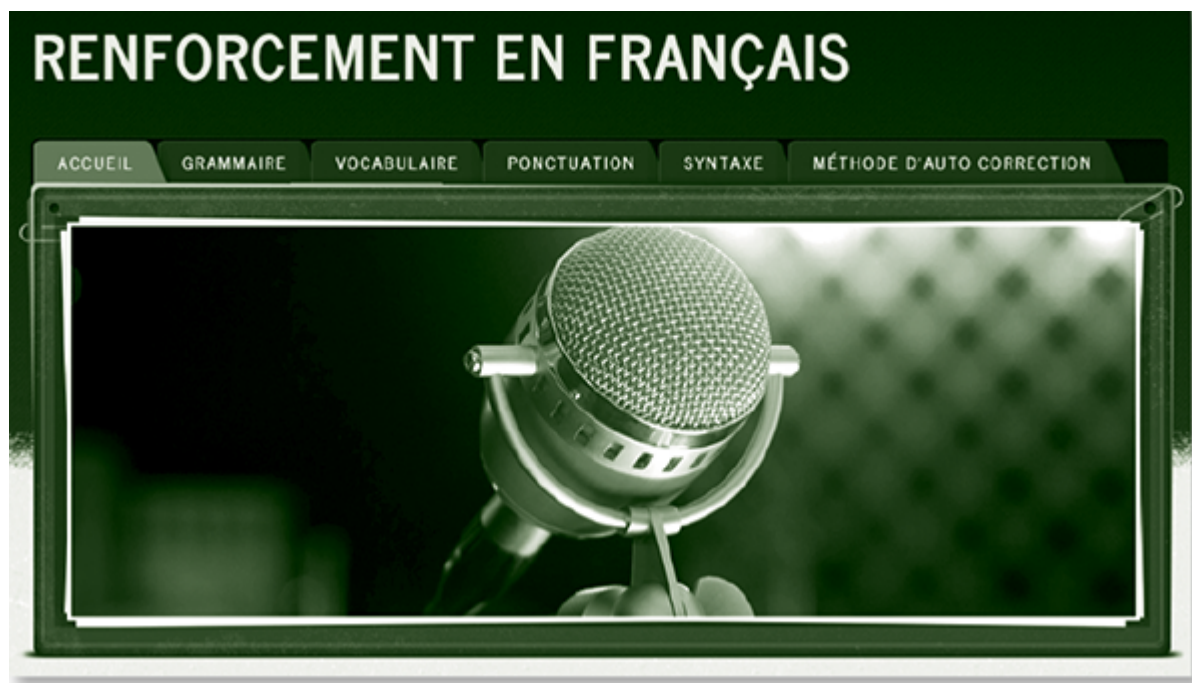 RENFORCEMENT EN FRANÇAIS
ACCUEIL GRAMMAIRE VOCABULAIRE PONCTUATION SYNTAXE MÉTHODE D'AUTO CORRECTION